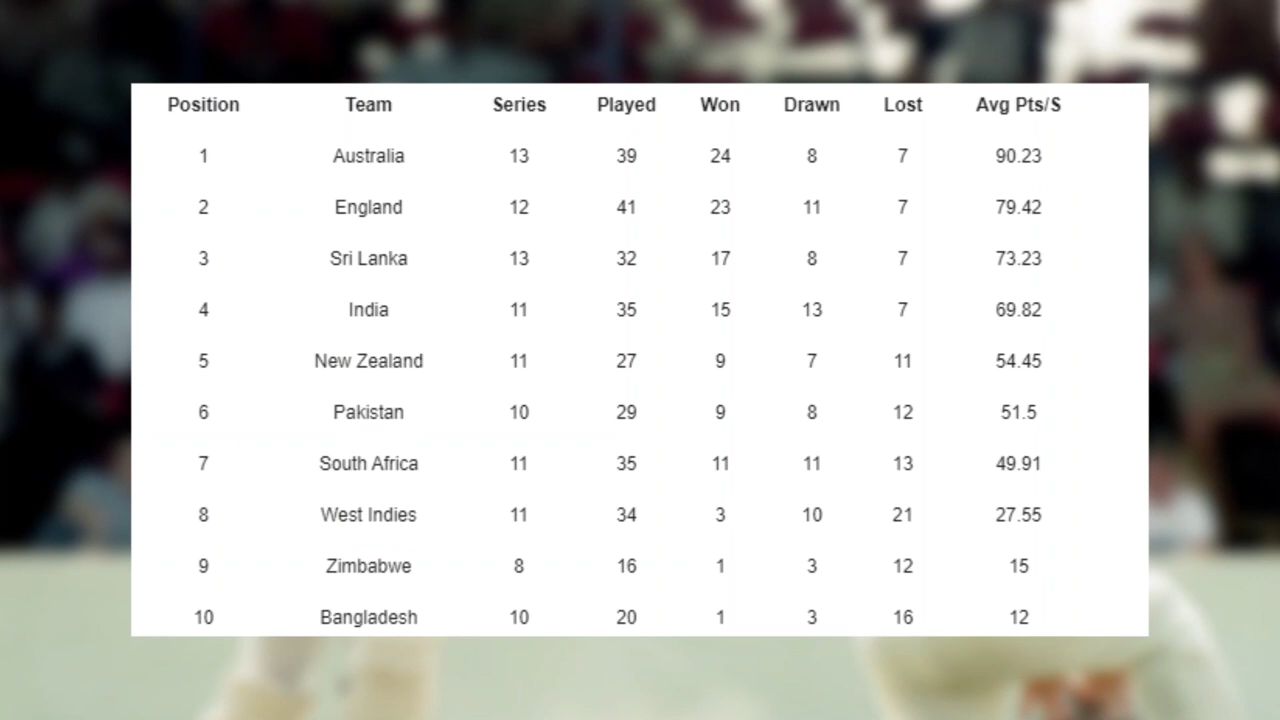 Position Team Series Played Won Drawn Lost Avg Pts/S
1 Australia 13 39 24 8 7 90.23
2 England 12 41 23 11 7 79.42
3 Sri Lanka 13 32 17 8 7 73.23
4 India 11 35 15 13 7 69.82
5 New Zealand 11 27 9 7 11 54.45
6 Pakistan 10 29 9 8 12 51.5
7 South Africa 11 35 11 11 13 49.91
8 West Indies 11 34 3 10 21 27.55
9 Zimbabwe 8 16 1 3 12 15
10 Bangladesh 10 20 1 3 16 12